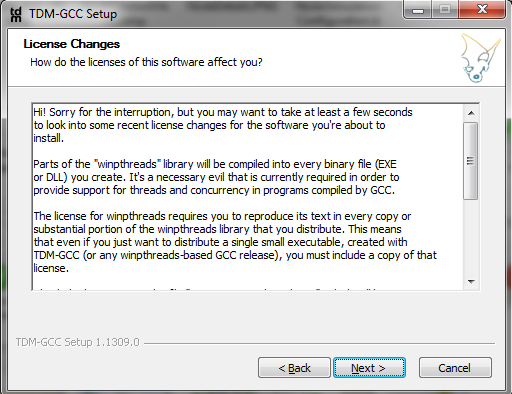 tdm TDM-GCC Setup
License Changes
How do the licenses of this software affect you?
Hi! Sorry for the interruption, but you may want to take at least a few seconds
to look into some recent license changes for the software you're about to
install.
Parts of the "winpthreads" library will be compiled into every binary file (EXE
or DLL) you create. It's a necessary evil that is currently required in order to
provide support for threads and concurrency in programs compiled by GCC.
The license for winpthreads requires you to reproduce its text in every copy or
substantial portion of the winpthreads library that you distribute. This means
that even if you just want to distribute a single small executable, created with
TDM-GCC (or any winpthreads-based GCC release), you must include a copy of that
license.
TDM-GCC Setup 1.1309.0
< Back Next > Cancel